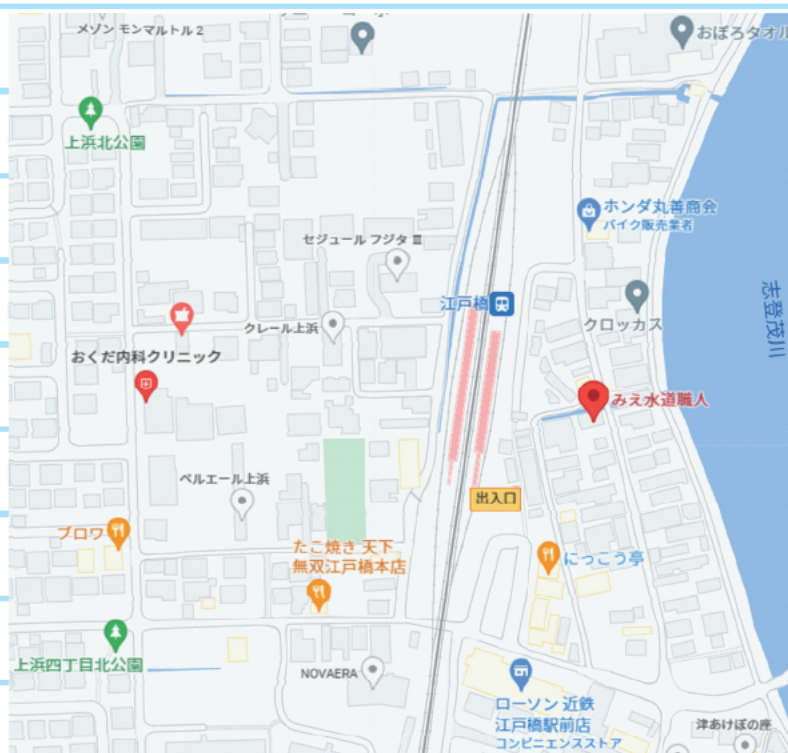 メゾン モンマルトル２
おぼろタオル
上浜北公園
ホンダ丸善商会
バイク販売業者
セジュール フジタ Ⅲ
江戸橋
志登茂川
クレール上浜
クロッカス
おくだ内科クリニック
みえ水道職人
ベルエール上浜
出入口
ブロワ
たこ焼き 天下
無双江戸橋本店
にっこう亭
上浜四丁目北公園
NOVAERA
ローソン 近鉄
江戸橋駅前店
コンビニエンスストア
津あけぼの座